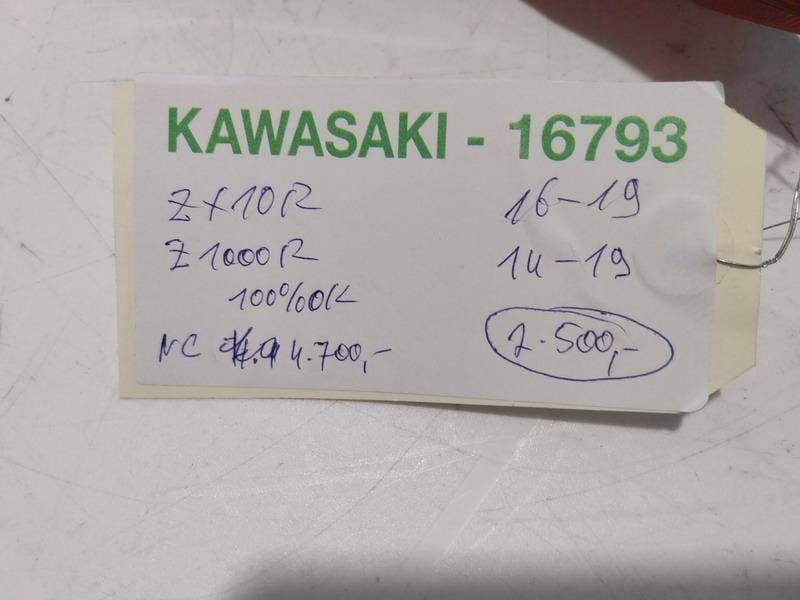 KAWASAKI - 16793
ZX10R 16-19
Z1000R 14-19
100%OK
NC 4.700,- 2.500,-